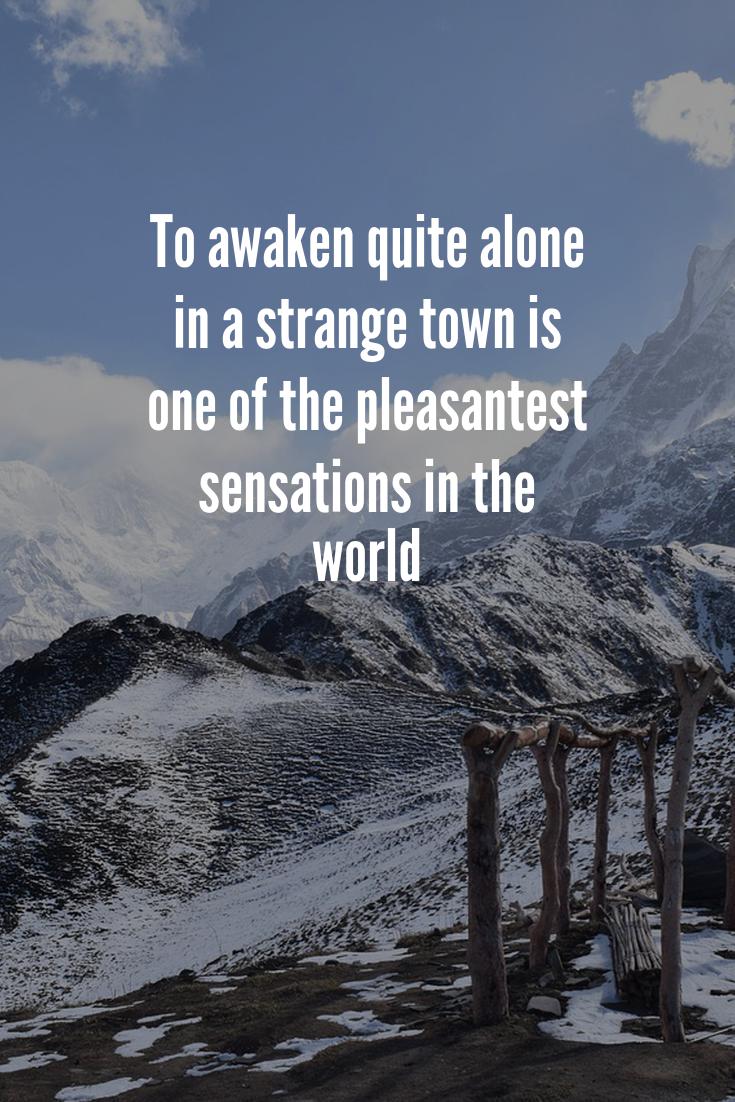 To awaken quite alone
in a strange town is
one of the pleasantest
sensations in the
world